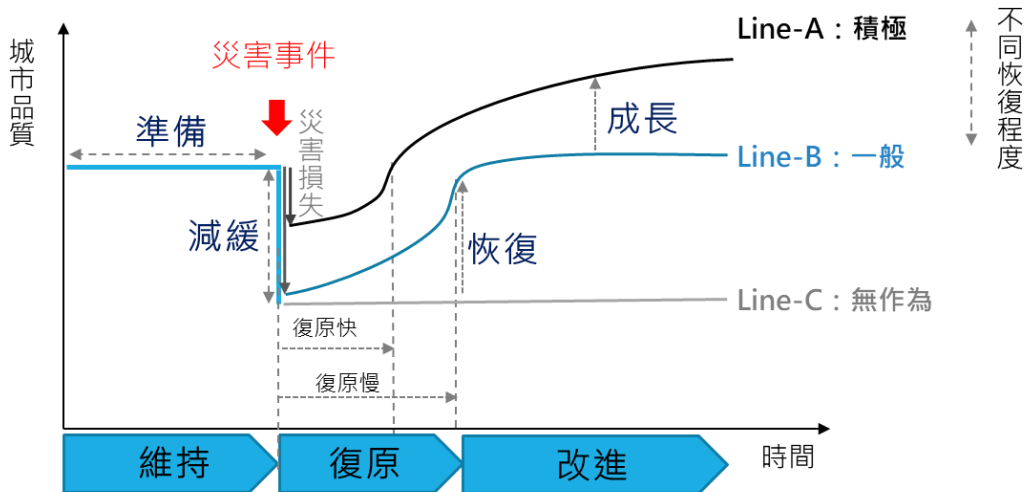 城市品質
災害事件
準備
災害損失
減緩
成長
恢復
Line-A：積極
Line-B：一般
Line-C：無作為
不同恢復程度
復原快
復原慢
維持
復原
改進
時間